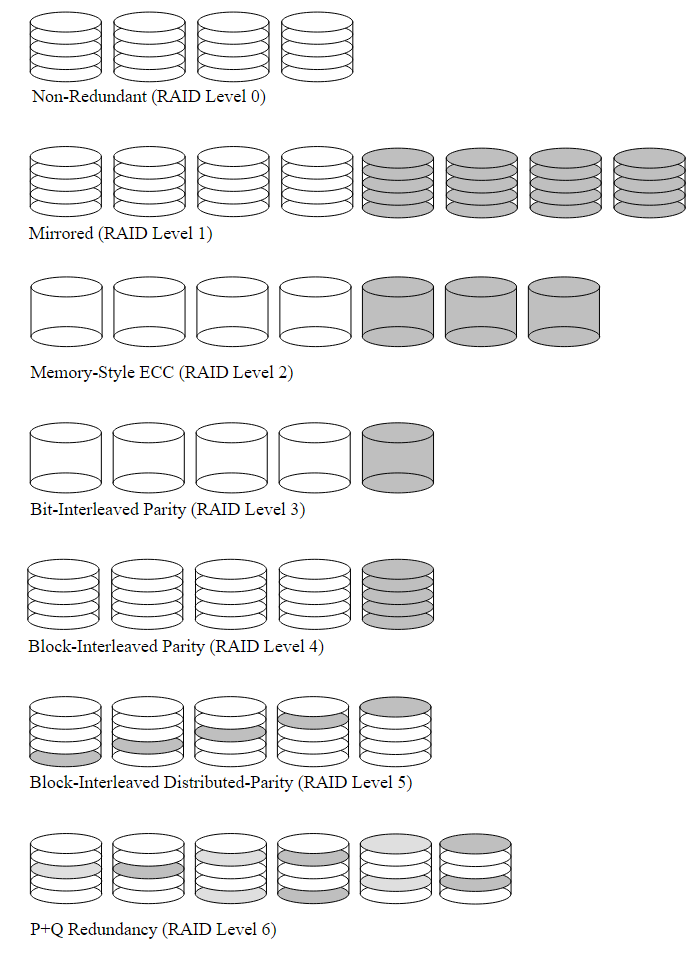 Non-Redundant (RAID Level 0)
Mirrored (RAID Level 1)
Memory-Style ECC (RAID Level 2)
Bit-Interleaved Parity (RAID Level 3)
Block-Interleaved Parity (RAID Level 4)
Block-Interleaved Distributed-Parity (RAID Level 5)
P+Q Redundancy (RAID Level 6)